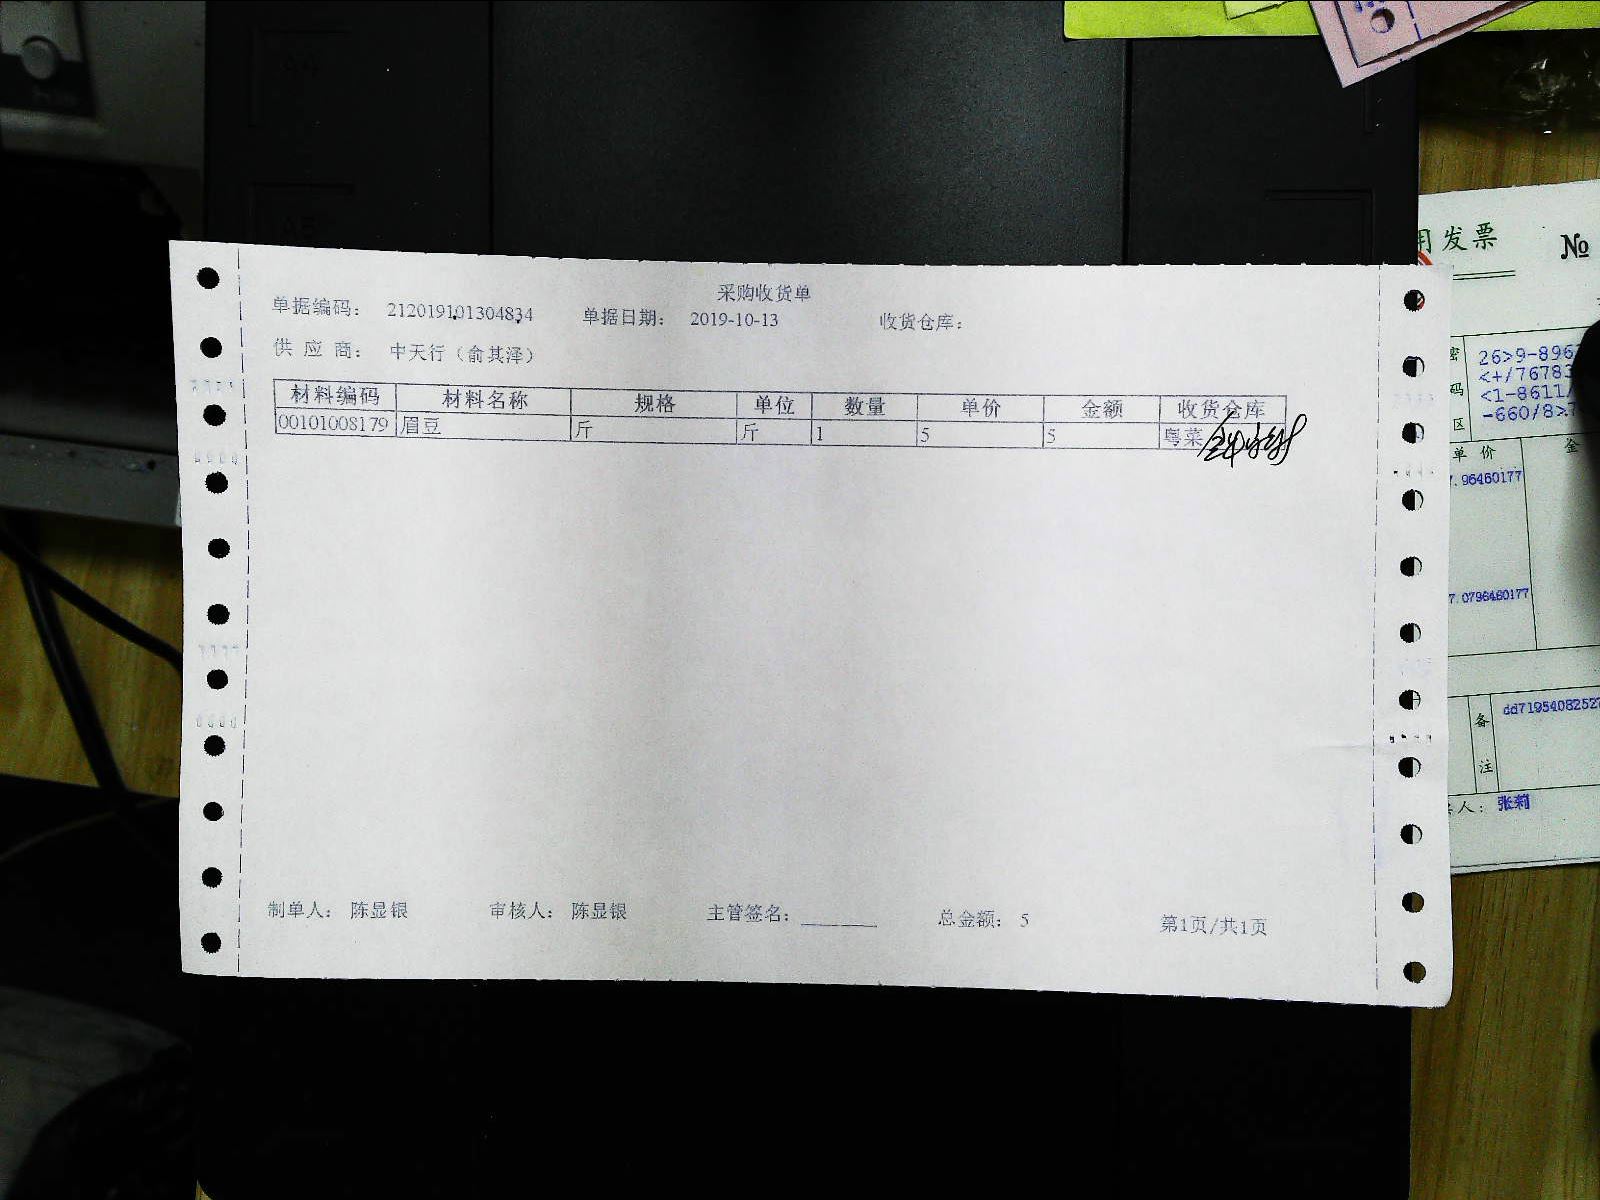 采购收货单
单据编码： 212019101304834 单据日期： 2019-10-13 收货仓库：
供 应 商： 中天行（俞其泽）
材料编码 材料名称 规格 单位 数量 单价 金额 收货仓库
00101008179 眉豆 斤 斤 1 5 5 粤菜
制单人： 陈显银 审核人： 陈显银 主管签名： 总金额： 5 第1页/共1页
发票 №
26>9-896
<+/7678
<1-8611/
-660/8>
码
区
单 价 金
.96460177
7.0796460177
备
注
dd7195408252
人： 张莉
A5